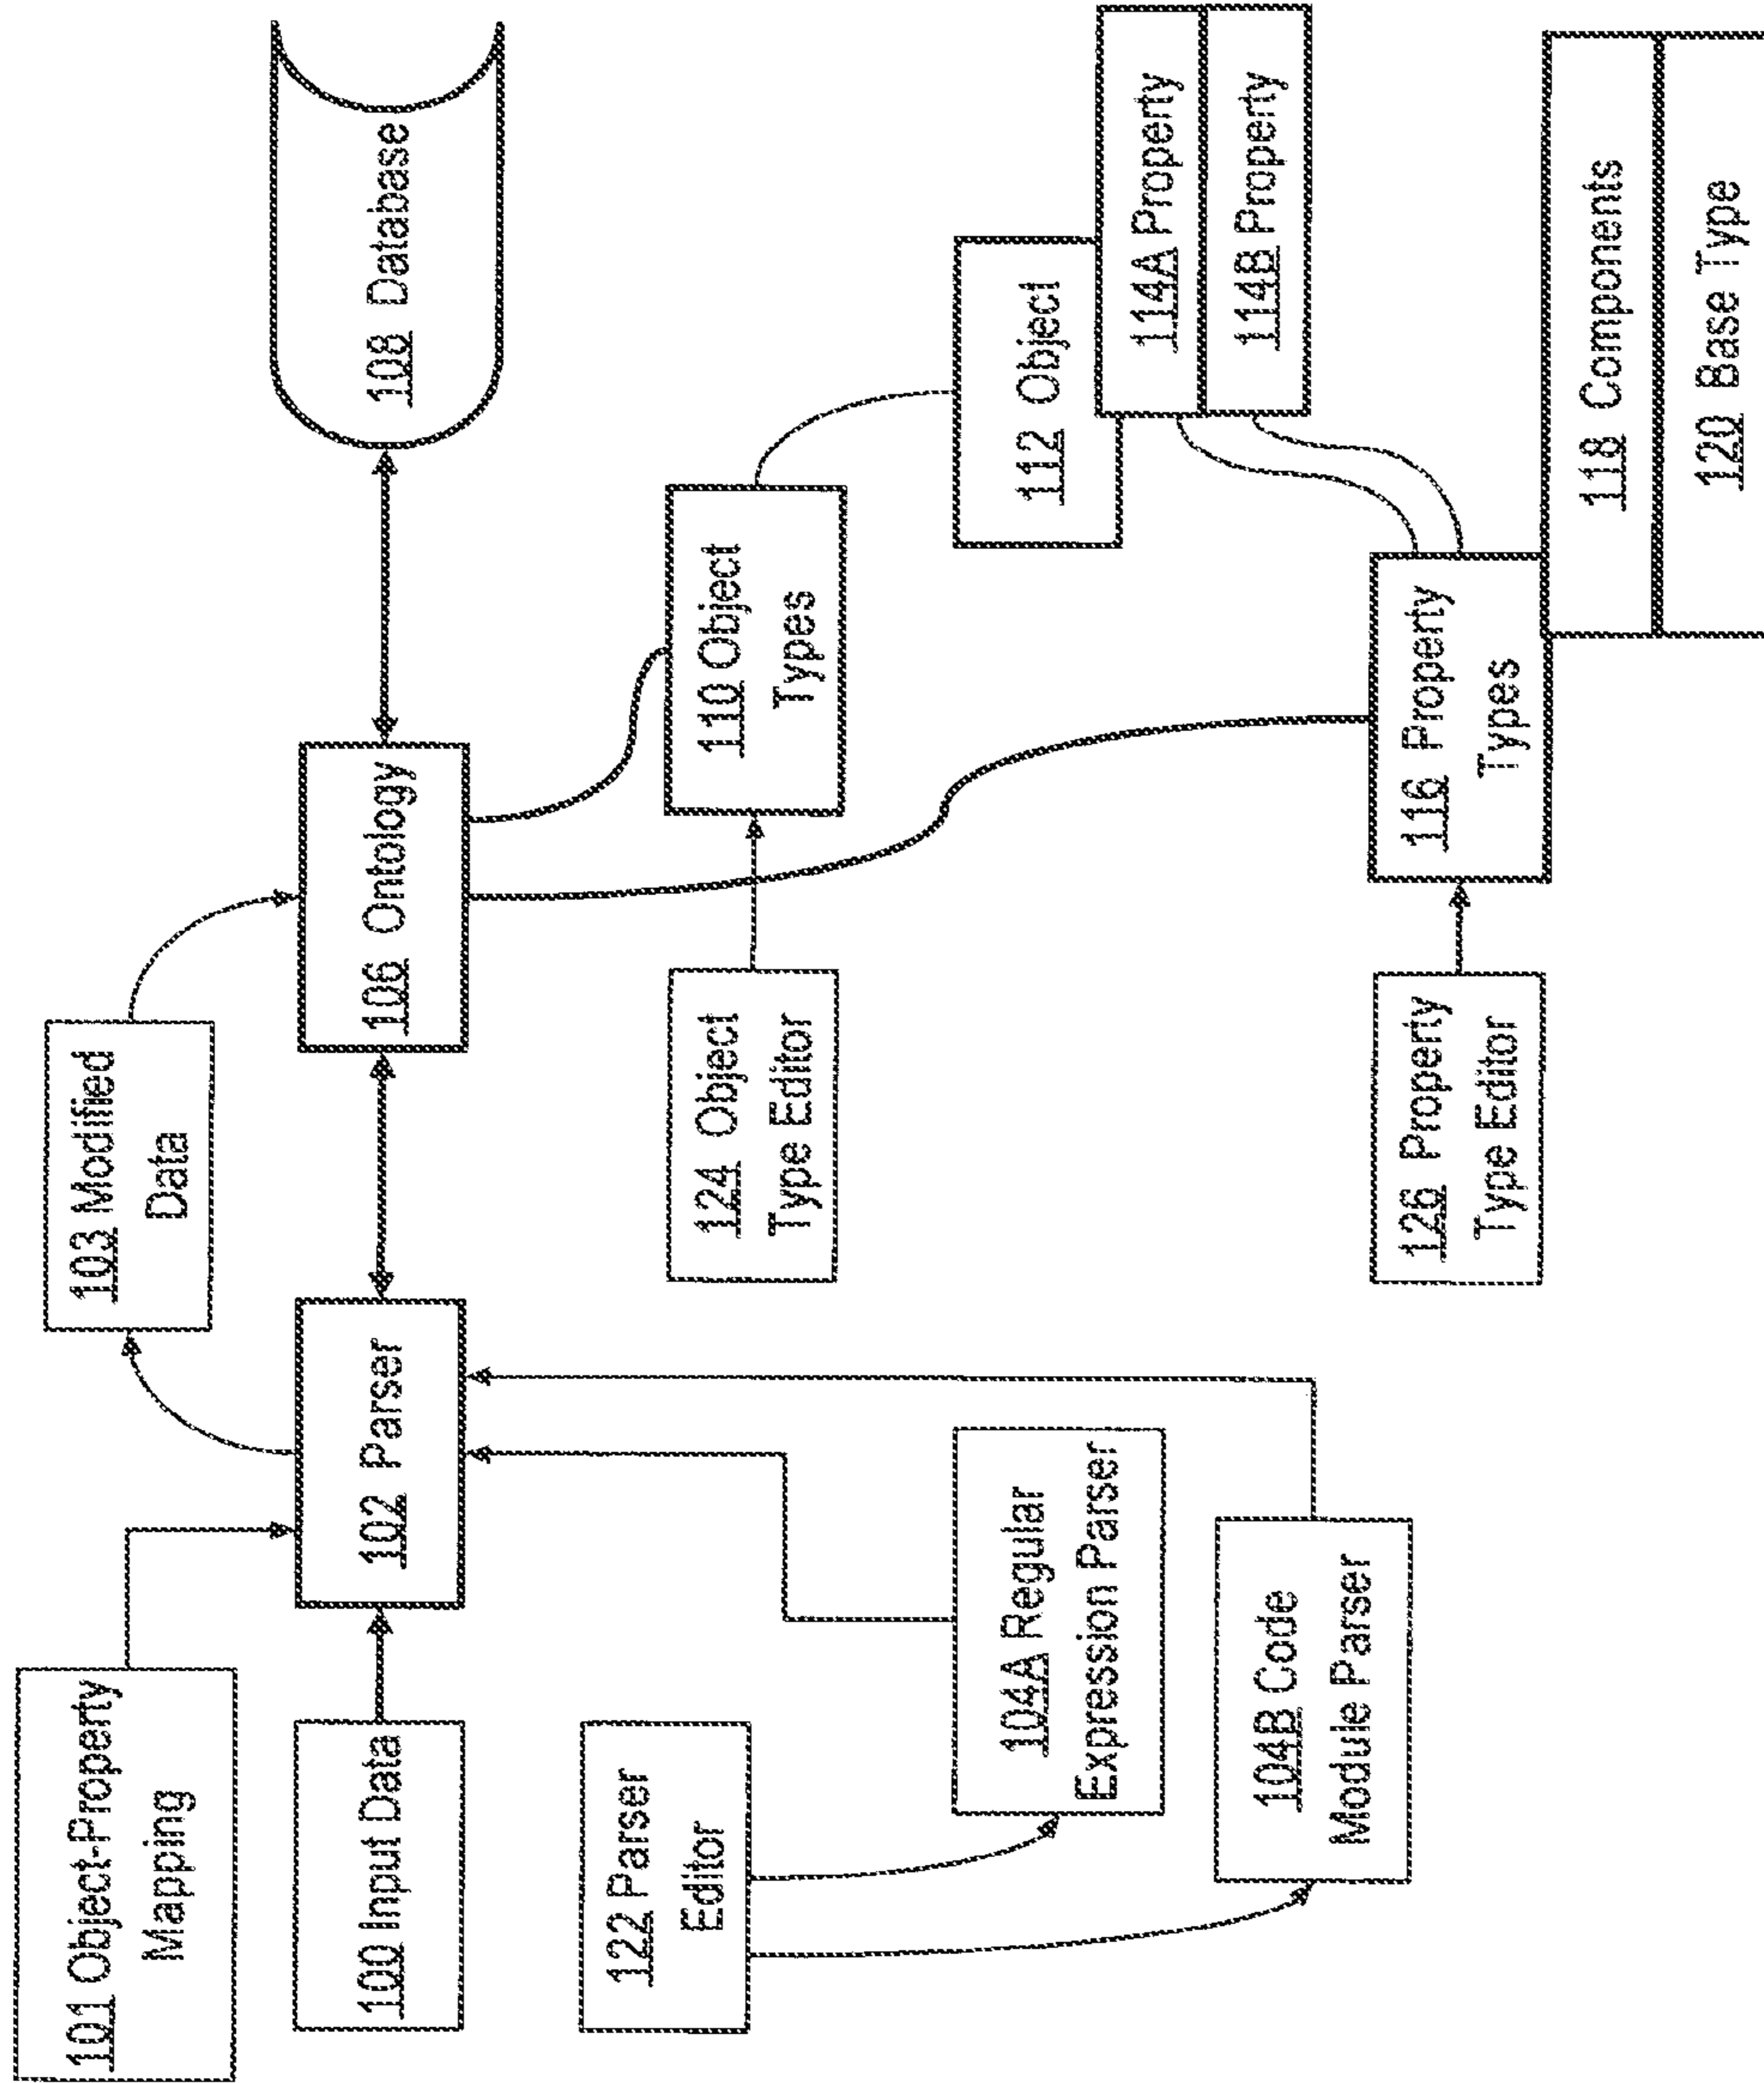 101 Object-Property
Mapping
103 Modified
Data
100 Input Data
102 Parser
106 Ontology
108 Database
122 Parser
Editor
124 Object
Type Editor
110 Object
Types
104A Regular
Expression Parser
112 Object
114A Property
114B Property
104B Code
Module Parser
126 Property
Type Editor
116 Property
Types
118 Components
120 Base Type